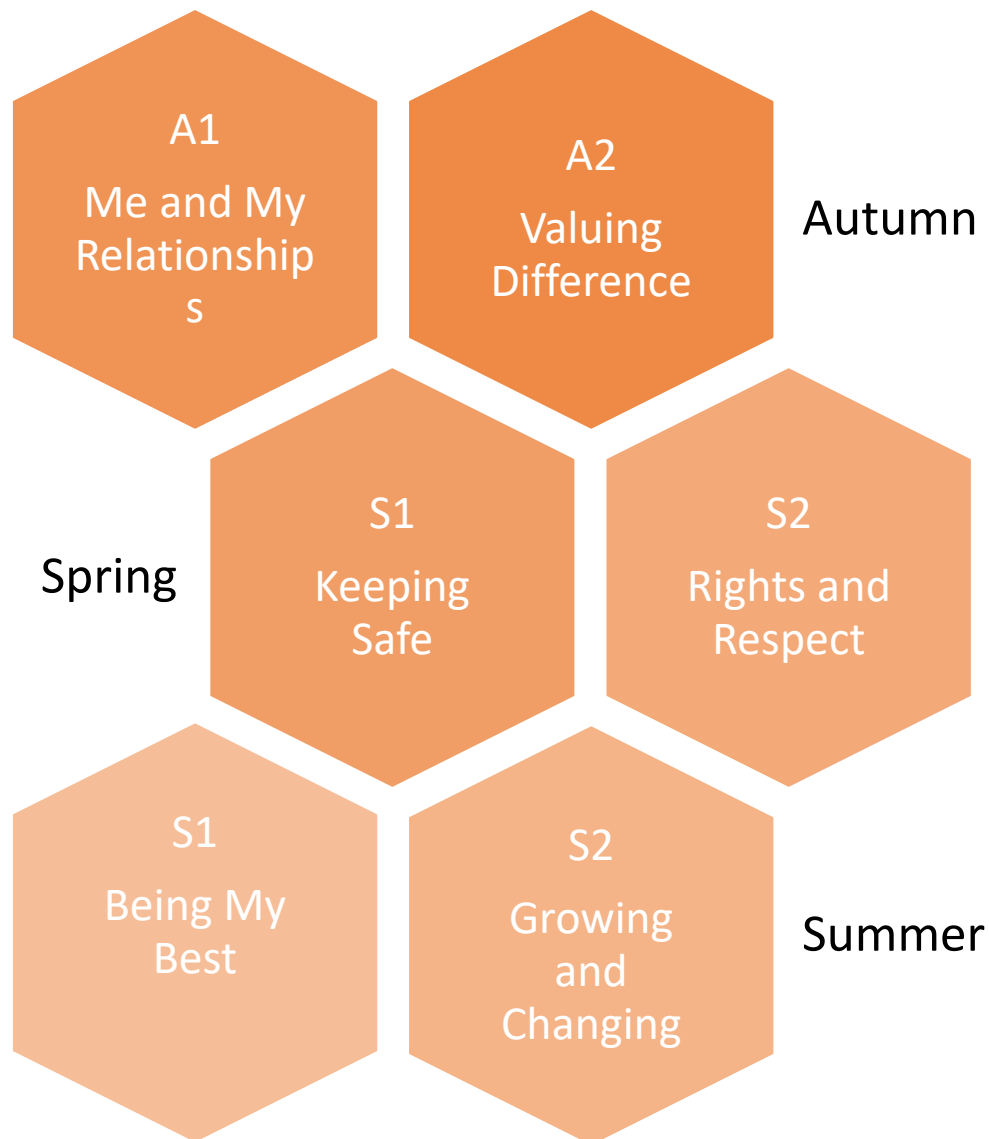 A1
Me and My
Relationship
s
A2
Valuing
Difference
Autumn
Spring
S1
Keeping
Safe
S2
Rights and
Respect
S1
Being My
Best
S2
Growing
and
Changing
Summer